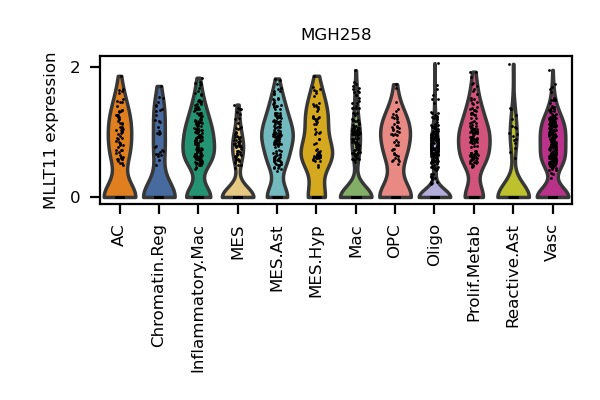 MGH258
MLLT11 expression
2
0
AC
Chromatin.Reg
Inflammatory.Mac
MES
MES.Ast
MES.Hyp
Mac
OPC
Oligo
Prolif.Metab
Reactive.Ast
Vasc